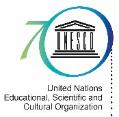 70
UNESCO
United Nations
Educational, Scientific and
Cultural Organization